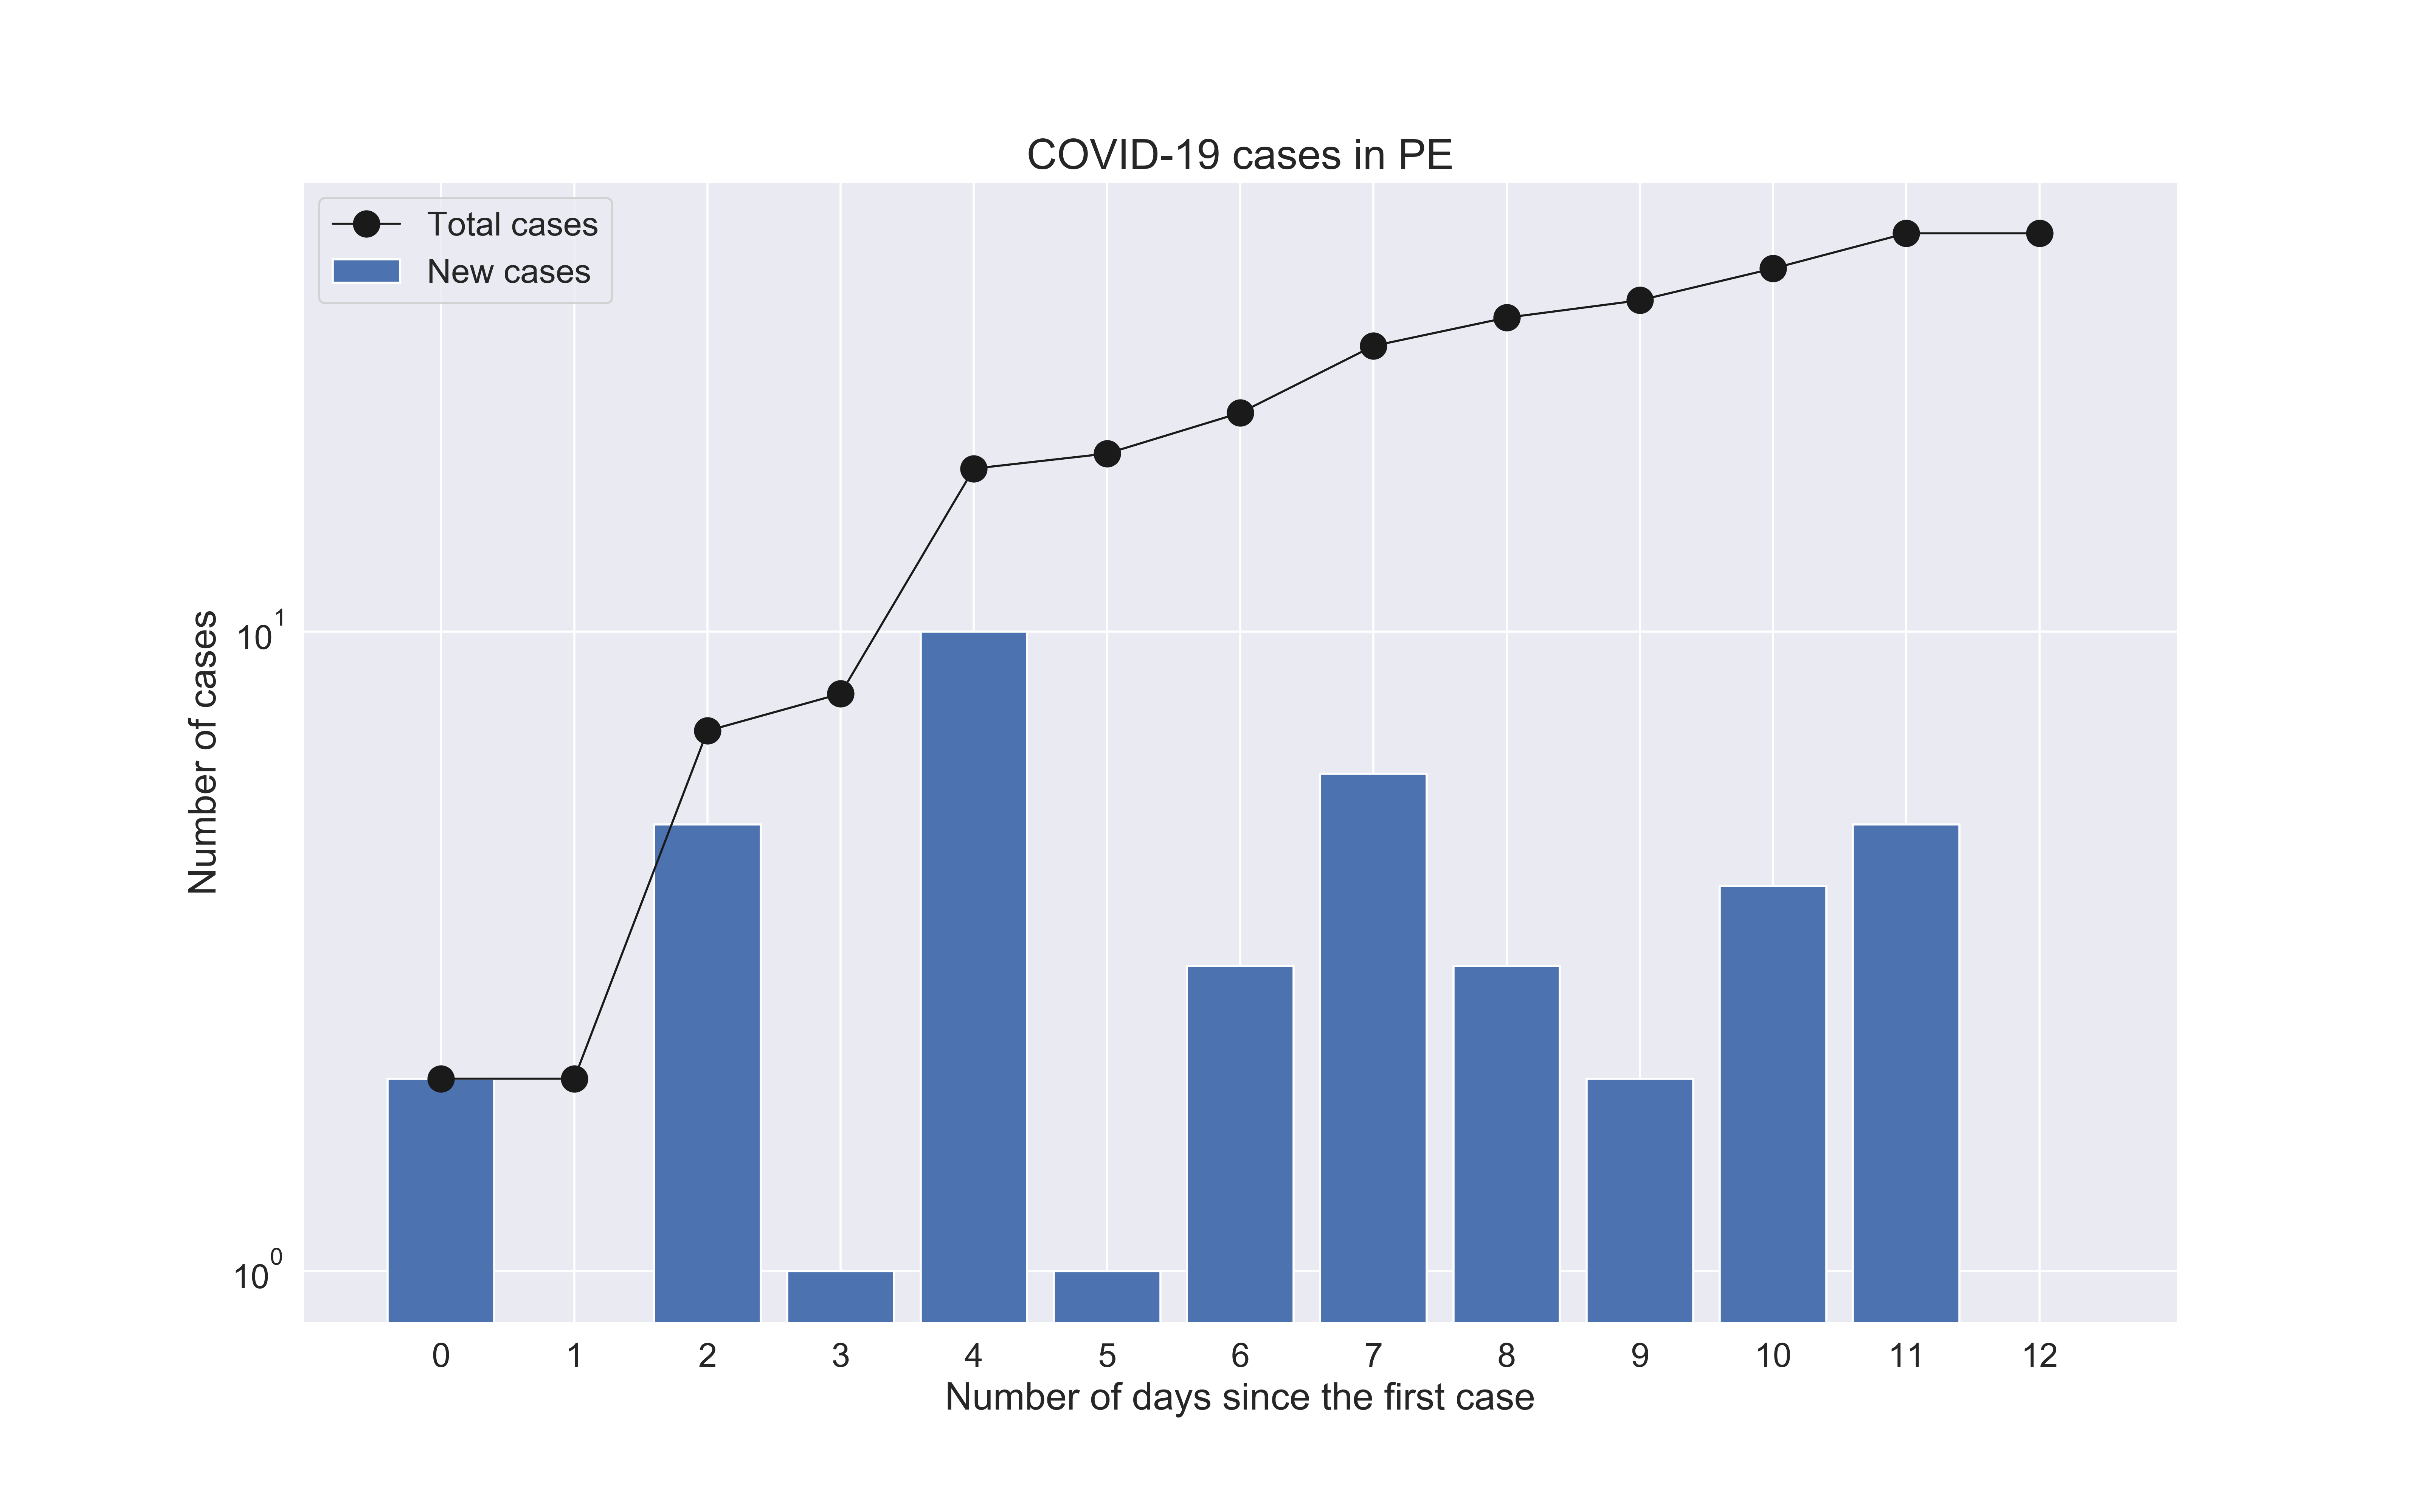 COVID-19 cases in PE
Total cases
New cases
Number of cases
10^1
10^0
0 1 2 3 4 5 6 7 8 9 10 11 12
Number of days since the first case